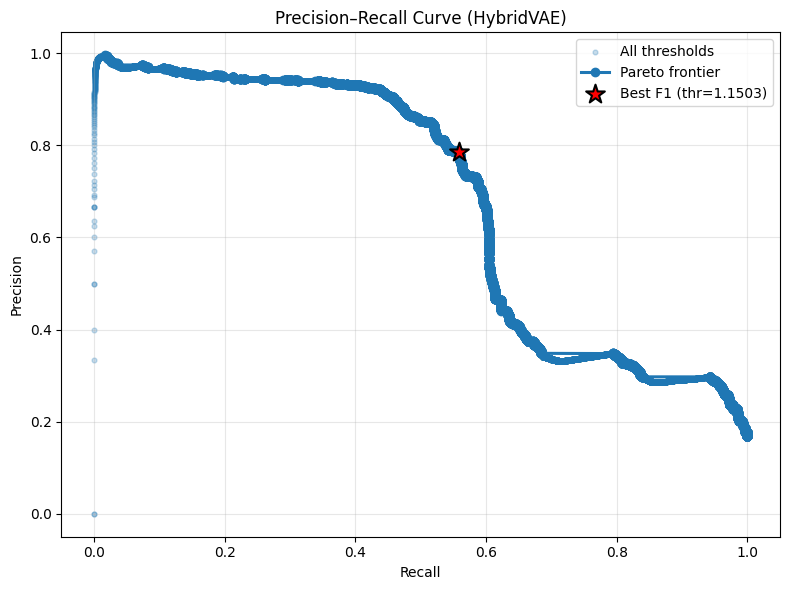 Precision–Recall Curve (HybridVAE)
All thresholds
Pareto frontier
Best F1 (thr=1.1503)
1.0
0.8
0.6
0.4
0.2
0.0
Precision
0.0 0.2 0.4 0.6 0.8 1.0
Recall